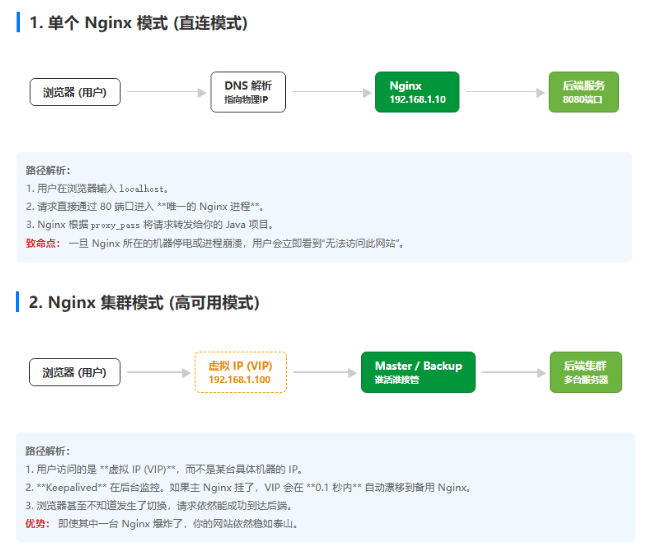 1. 单个 Nginx 模式 (直连模式)
浏览器 (用户)
DNS 解析
指向物理IP
Nginx
192.168.1.10
后端服务
8080端口
路径解析：
1. 用户在浏览器输入 localhost。
2. 请求直接通过 80 端口进入 **唯一的 Nginx 进程**。
3. Nginx 根据 proxy_pass 将请求转发给你的 Java 项目。
致命点： 一旦 Nginx 所在的机器停电或进程崩溃，用户会立即看到“无法访问此网站”。
2. Nginx 集群模式 (高可用模式)
浏览器 (用户)
虚拟 IP (VIP)
192.168.1.100
Master / Backup
谁活谁接管
后端集群
多台服务器
路径解析：
1. 用户访问的是 **虚拟 IP (VIP)**，而不是某台具体机器的 IP。
2. **Keepalived** 在后台监控。如果主 Nginx 挂了，VIP 会在 **0.1 秒内** 自动漂移到备用 Nginx。
3. 浏览器甚至不知道发生了切换，请求依然能成功到达后端。
优势： 即使其中一台 Nginx 爆炸了，你的网站依然稳如泰山。